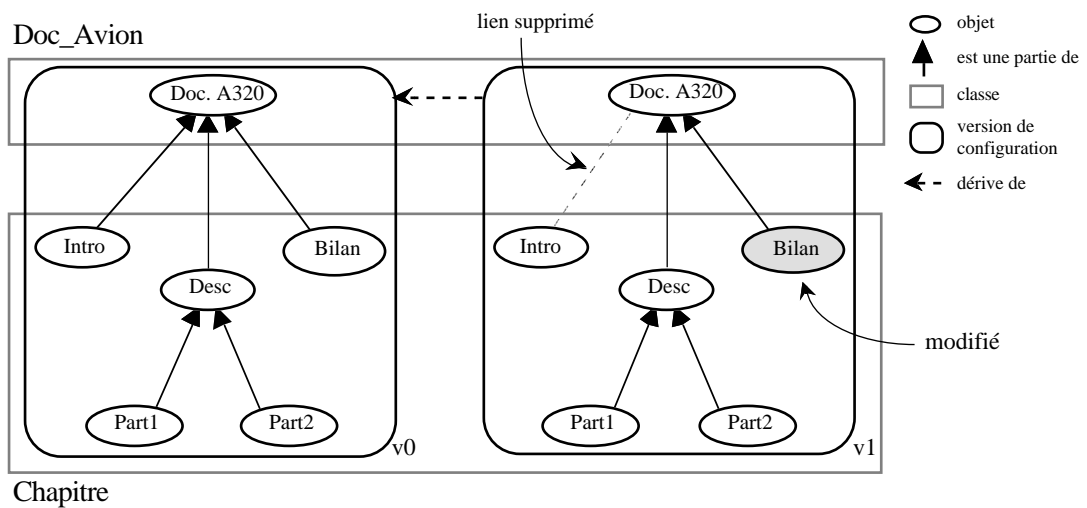 Doc_Avion
lien supprimé
objet
est une partie de
classe
version de
configuration
dérive de
Doc. A320
Doc. A320
Intro
Bilan
Desc
Part1
Part2
v0
Intro
Bilan
Desc
modifié
Part1
Part2
v1
Chapitre